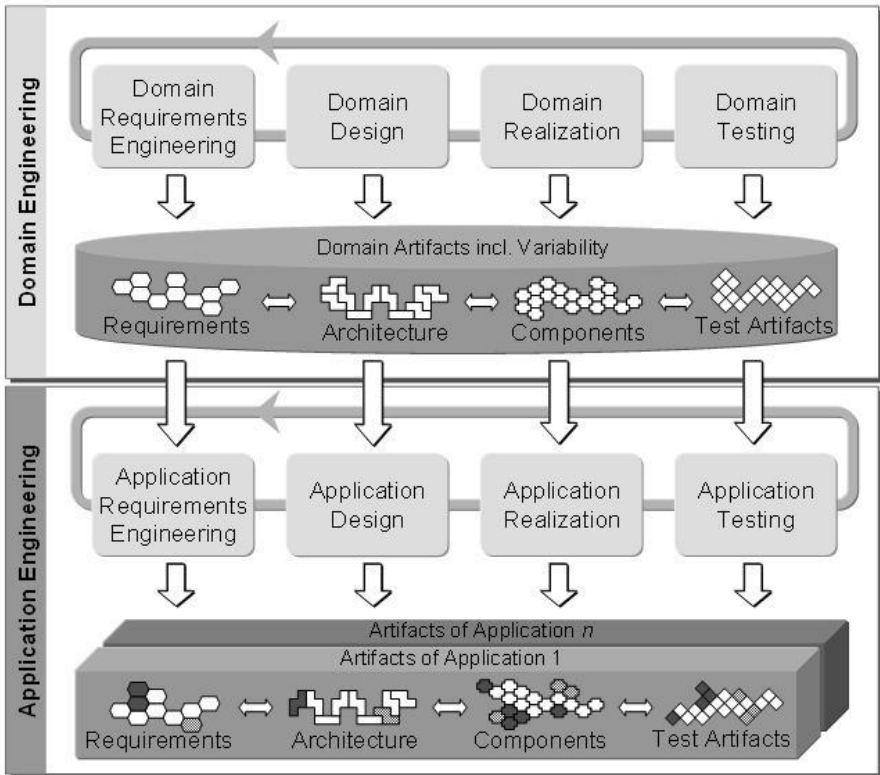 Domain Engineering
Domain
Requirements
Engineering
Domain
Design
Domain
Realization
Domain
Testing
Domain Artifacts incl. Variability
Requirements
Architecture
Components
Test Artifacts
Application Engineering
Application
Requirements
Engineering
Application
Design
Application
Realization
Application
Testing
Artifacts of Application n
Artifacts of Application 1
Requirements
Architecture
Components
Test Artifacts